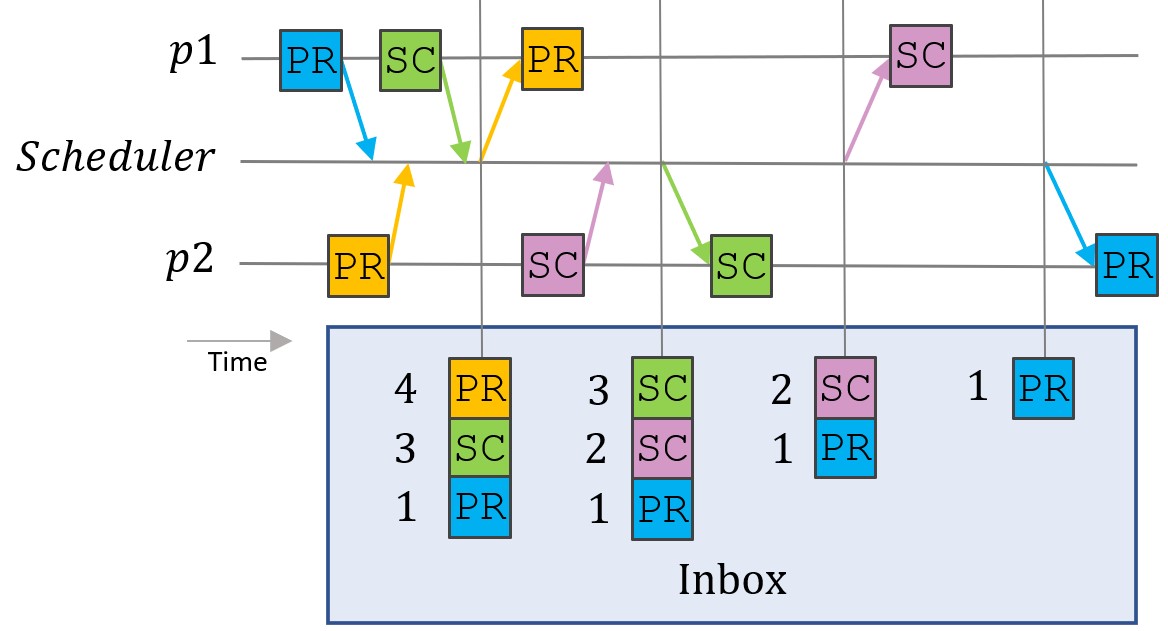 p1 PR SC PR SC
Scheduler
p2 PR SC SC PR
Time
4 PR 3 SC 2 SC 1 PR
3 SC 2 SC 1 PR
1 PR 1 PR
Inbox